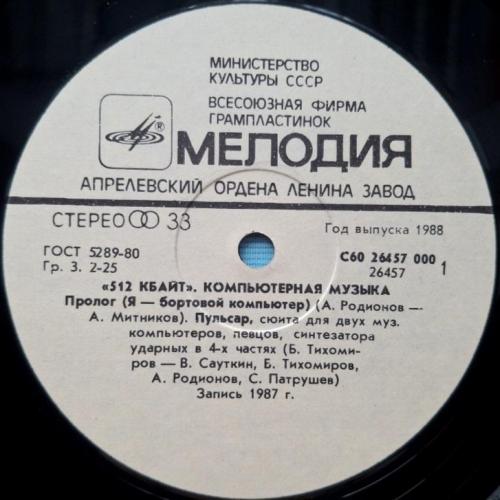 МИНИСТЕРСТВО
КУЛЬТУРЫ СССР
ВСЕСОЮЗНАЯ ФИРМА
ГРАМПЛАСТИНОК
МЕЛОДИЯ
®
АПРЕЛЕВСКИЙ ОРДЕНА ЛЕНИНА ЗАВОД
СТЕРЕО 33
Год выпуска 1988
ГОСТ 5289-80
С60 26457 000
Гр. 3. 2-25
26457 1
«512 КБАЙТ». КОМПЬЮТЕРНАЯ МУЗЫКА
Пролог (Я — бортовой компьютер) (А. Родионов —
А. Митников). Пульсар, сюита для двух муз.
компьютеров, певцов, синтезатора
ударных в 4-х частях (Б. Тихоми-
ров — В. Сауткин, Б. Тихомиров,
А. Родионов, С. Патрушев)
Запись 1987 г.